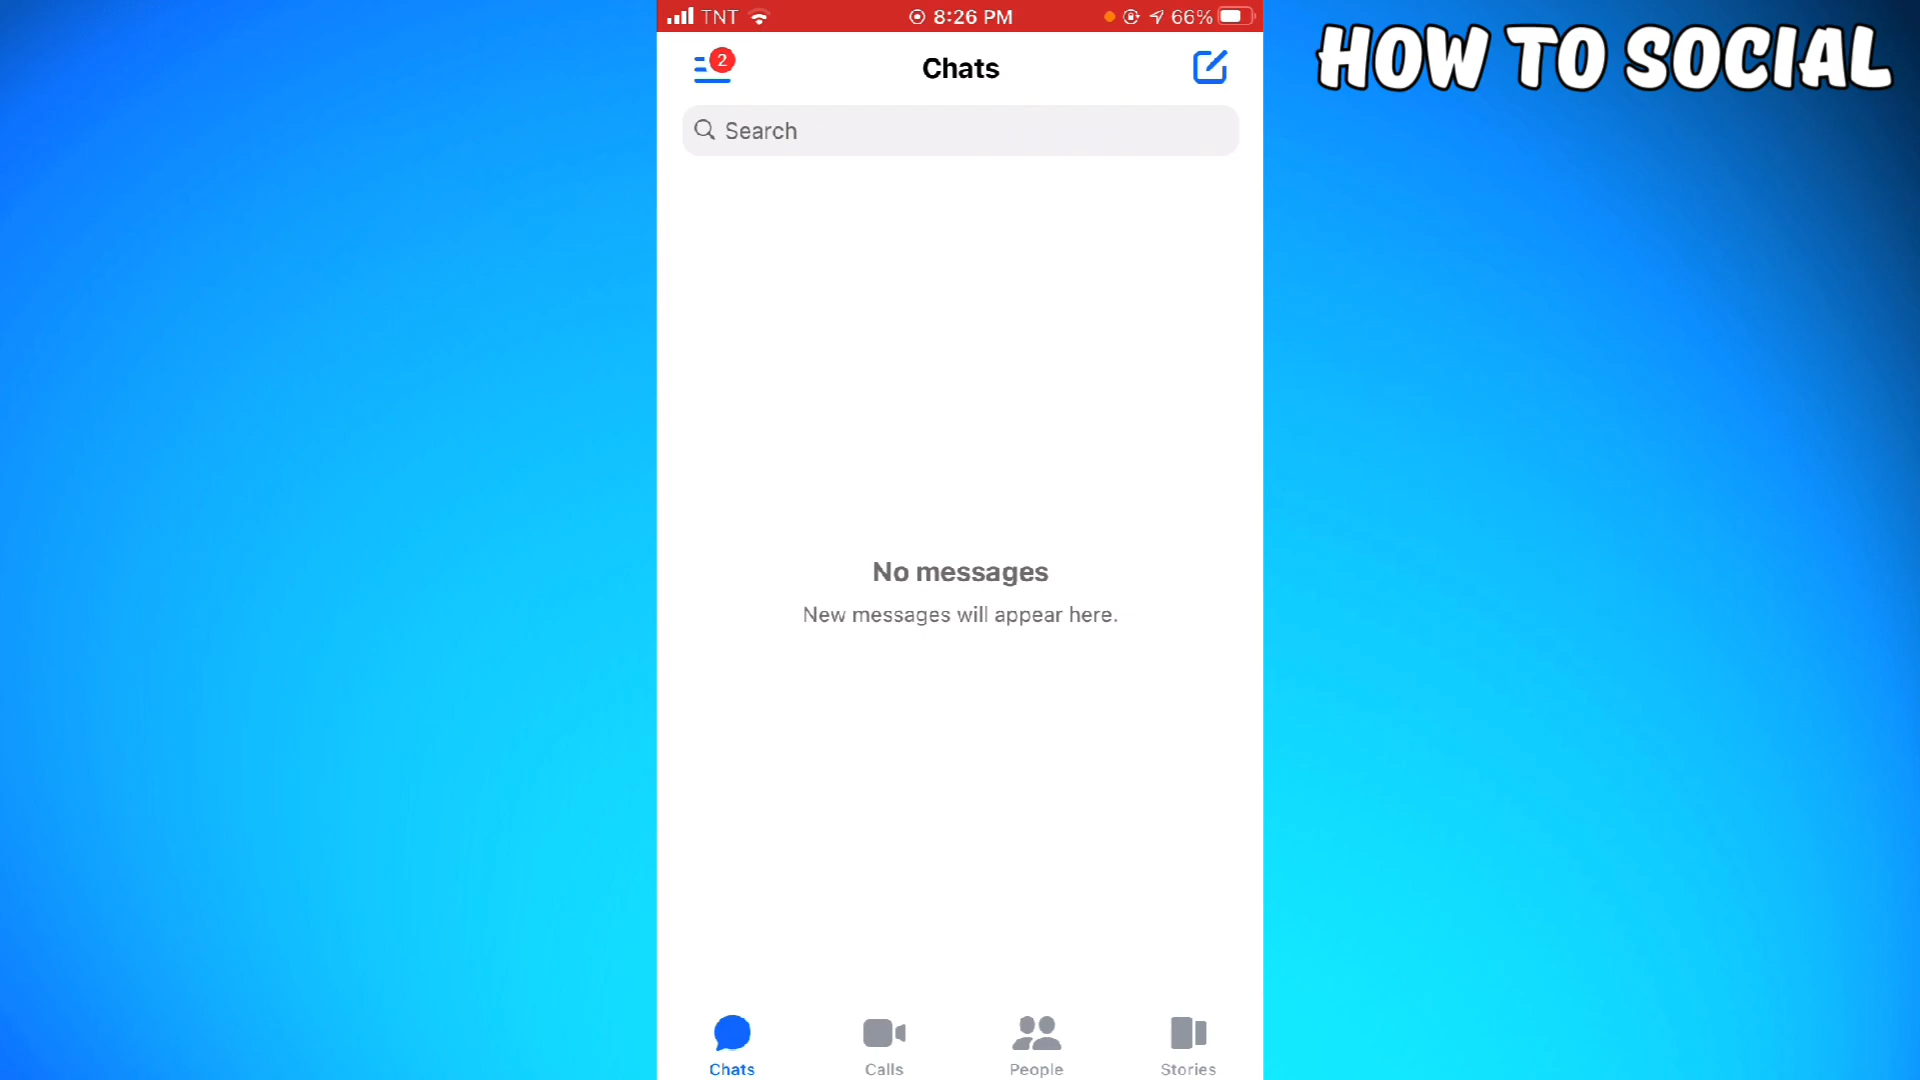 TNT 8:26 PM 66%
HOW TO SOCIAL
2
Chats
Search
No messages
New messages will appear here.
Chats Calls People Stories